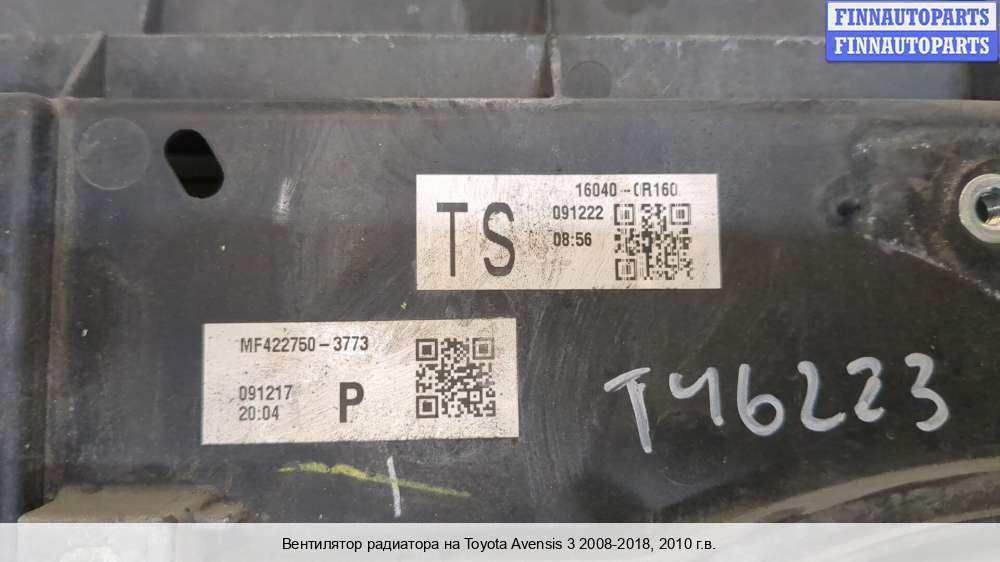 FINNAUTOPARTS
FINNAUTOPARTS
16040-0R160
TS
091222
08:56
MF422750-3773
091217
20:04
P
T46223
Вентилятор радиатора на Toyota Avensis 3 2008-2018, 2010 г.в.